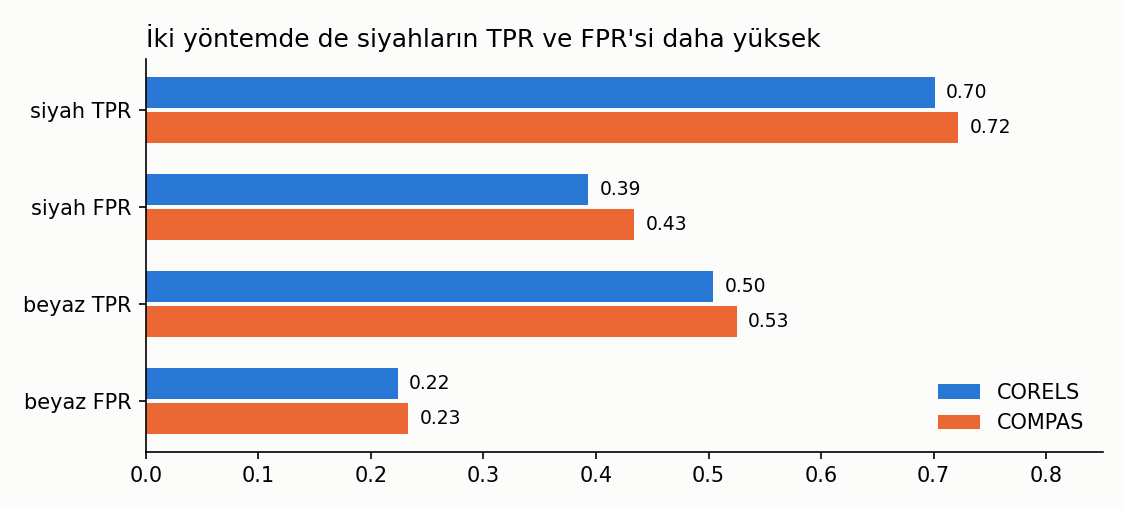 İki yöntemde de siyahların TPR ve FPR'si daha yüksek
siyah TPR
0.70
0.72
siyah FPR
0.39
0.43
beyaz TPR
0.50
0.53
beyaz FPR
0.22
0.23
CORELS
COMPAS
0.0 0.1 0.2 0.3 0.4 0.5 0.6 0.7 0.8